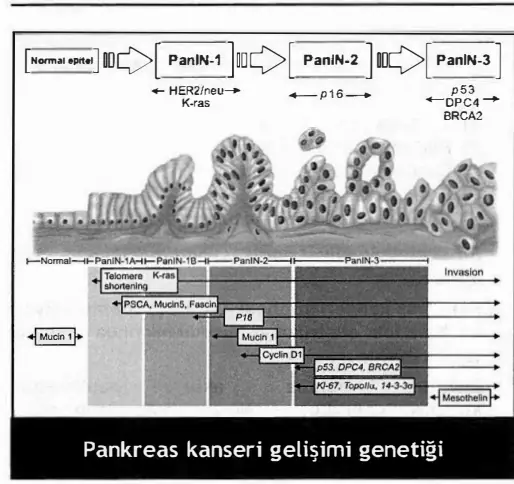 Normal epitel PanIN-1 PanIN-2 PanIN-3
HER2/neu p16 p53
K-ras DPC4
BRCA2
Normal PanIN-1A PanIN-1B PanIN-2 PanIN-3
Invasion
Telomere K-ras
shortening
PSCA, Mucin5, Fascin
P16
Mucin 1 Mucin 1
Cyclin D1
p53, DPC4, BRCA2
Ki-67, TopoIIα, 14-3-3σ
Mesothelin
Pankreas kanseri gelişimi genetiği